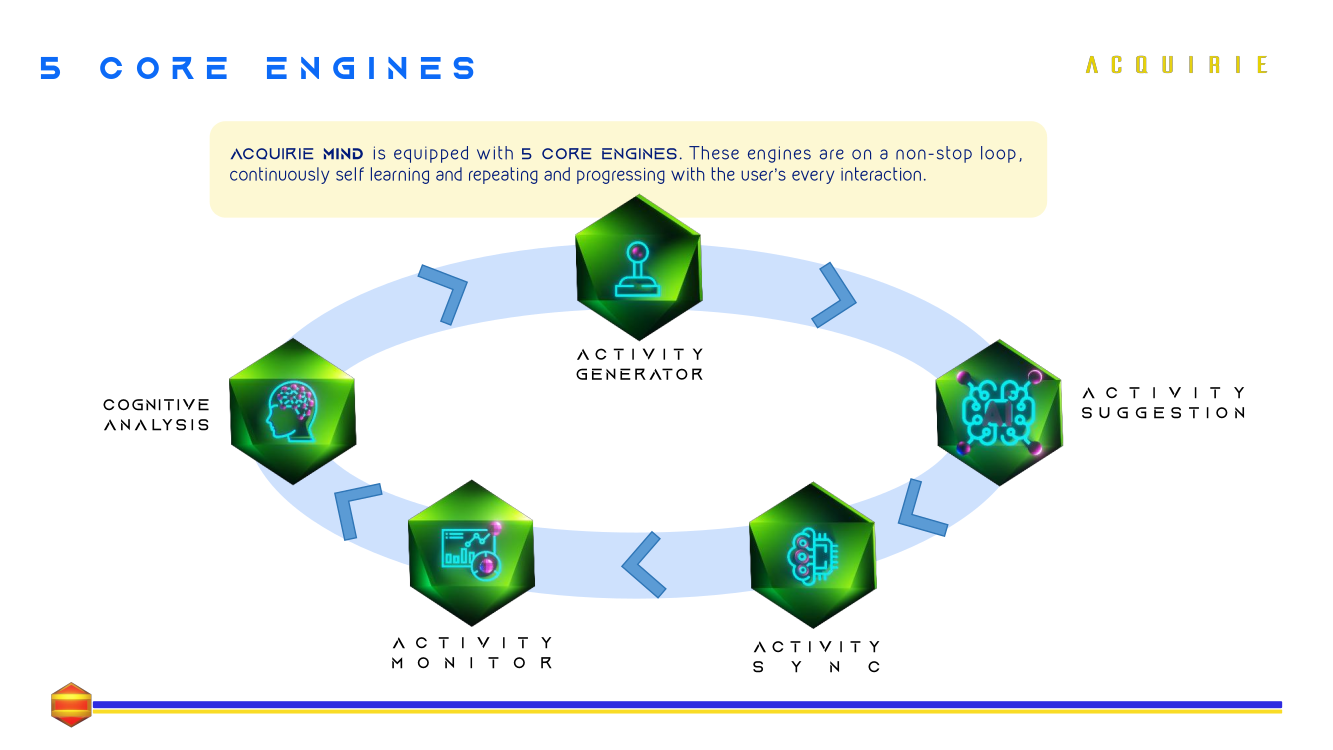 5 CORE ENGINES
ACQUIRIE
ACQUIRIE MIND is equipped with 5 CORE ENGINES. These engines are on a non-stop loop,
continuously self learning and repeating and progressing with the user's every interaction.
ACTIVITY
GENERATOR
COGNITIVE
ANALYSIS
ACTIVITY
SUGGESTION
AI
ACTIVITY
MONITOR
ACTIVITY
SYNC